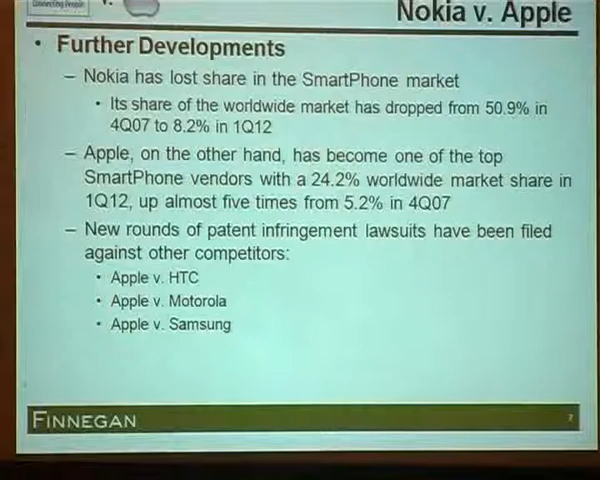 Connecting People
v.
Nokia v. Apple
• Further Developments
– Nokia has lost share in the SmartPhone market
• Its share of the worldwide market has dropped from 50.9% in
4Q07 to 8.2% in 1Q12
– Apple, on the other hand, has become one of the top
SmartPhone vendors with a 24.2% worldwide market share in
1Q12, up almost five times from 5.2% in 4Q07
– New rounds of patent infringement lawsuits have been filed
against other competitors:
• Apple v. HTC
• Apple v. Motorola
• Apple v. Samsung
FINNEGAN
7